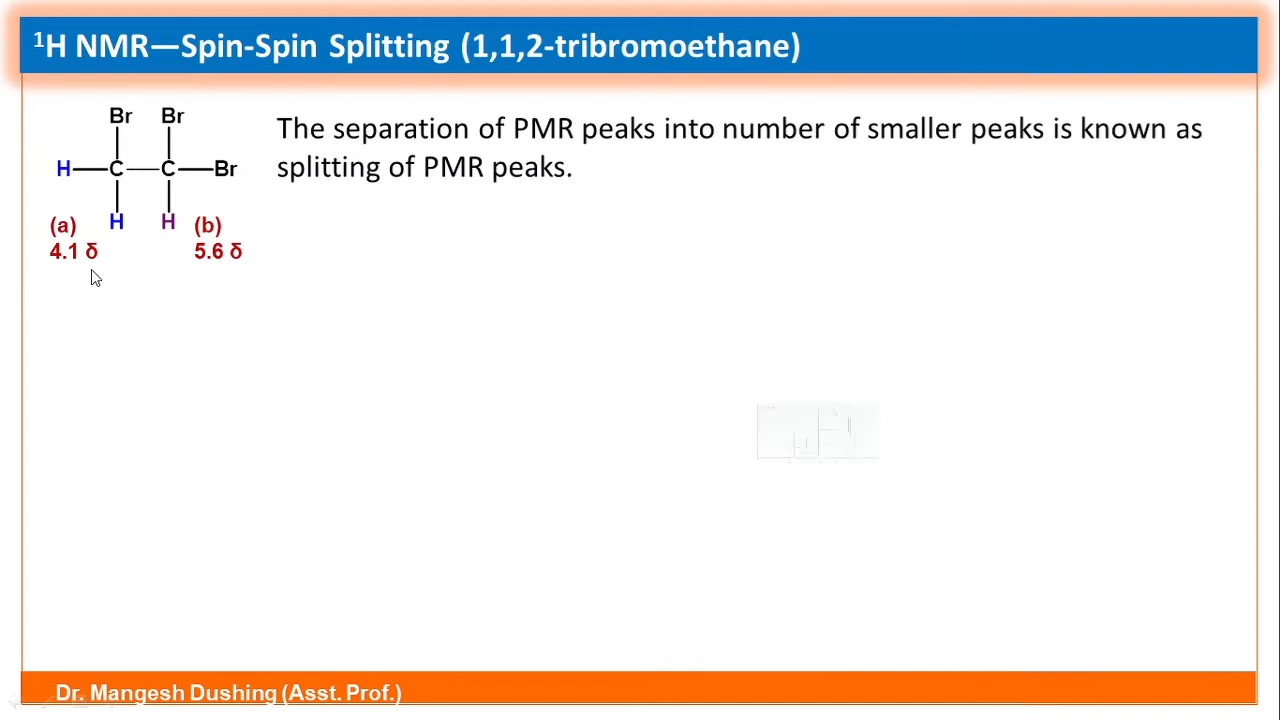 ¹H NMR—Spin-Spin Splitting (1,1,2-tribromoethane)
Br Br
H C C Br
H H
(a) (b)
4.1 δ 5.6 δ
The separation of PMR peaks into number of smaller peaks is known as
splitting of PMR peaks.
Dr. Mangesh Dushing (Asst. Prof.)